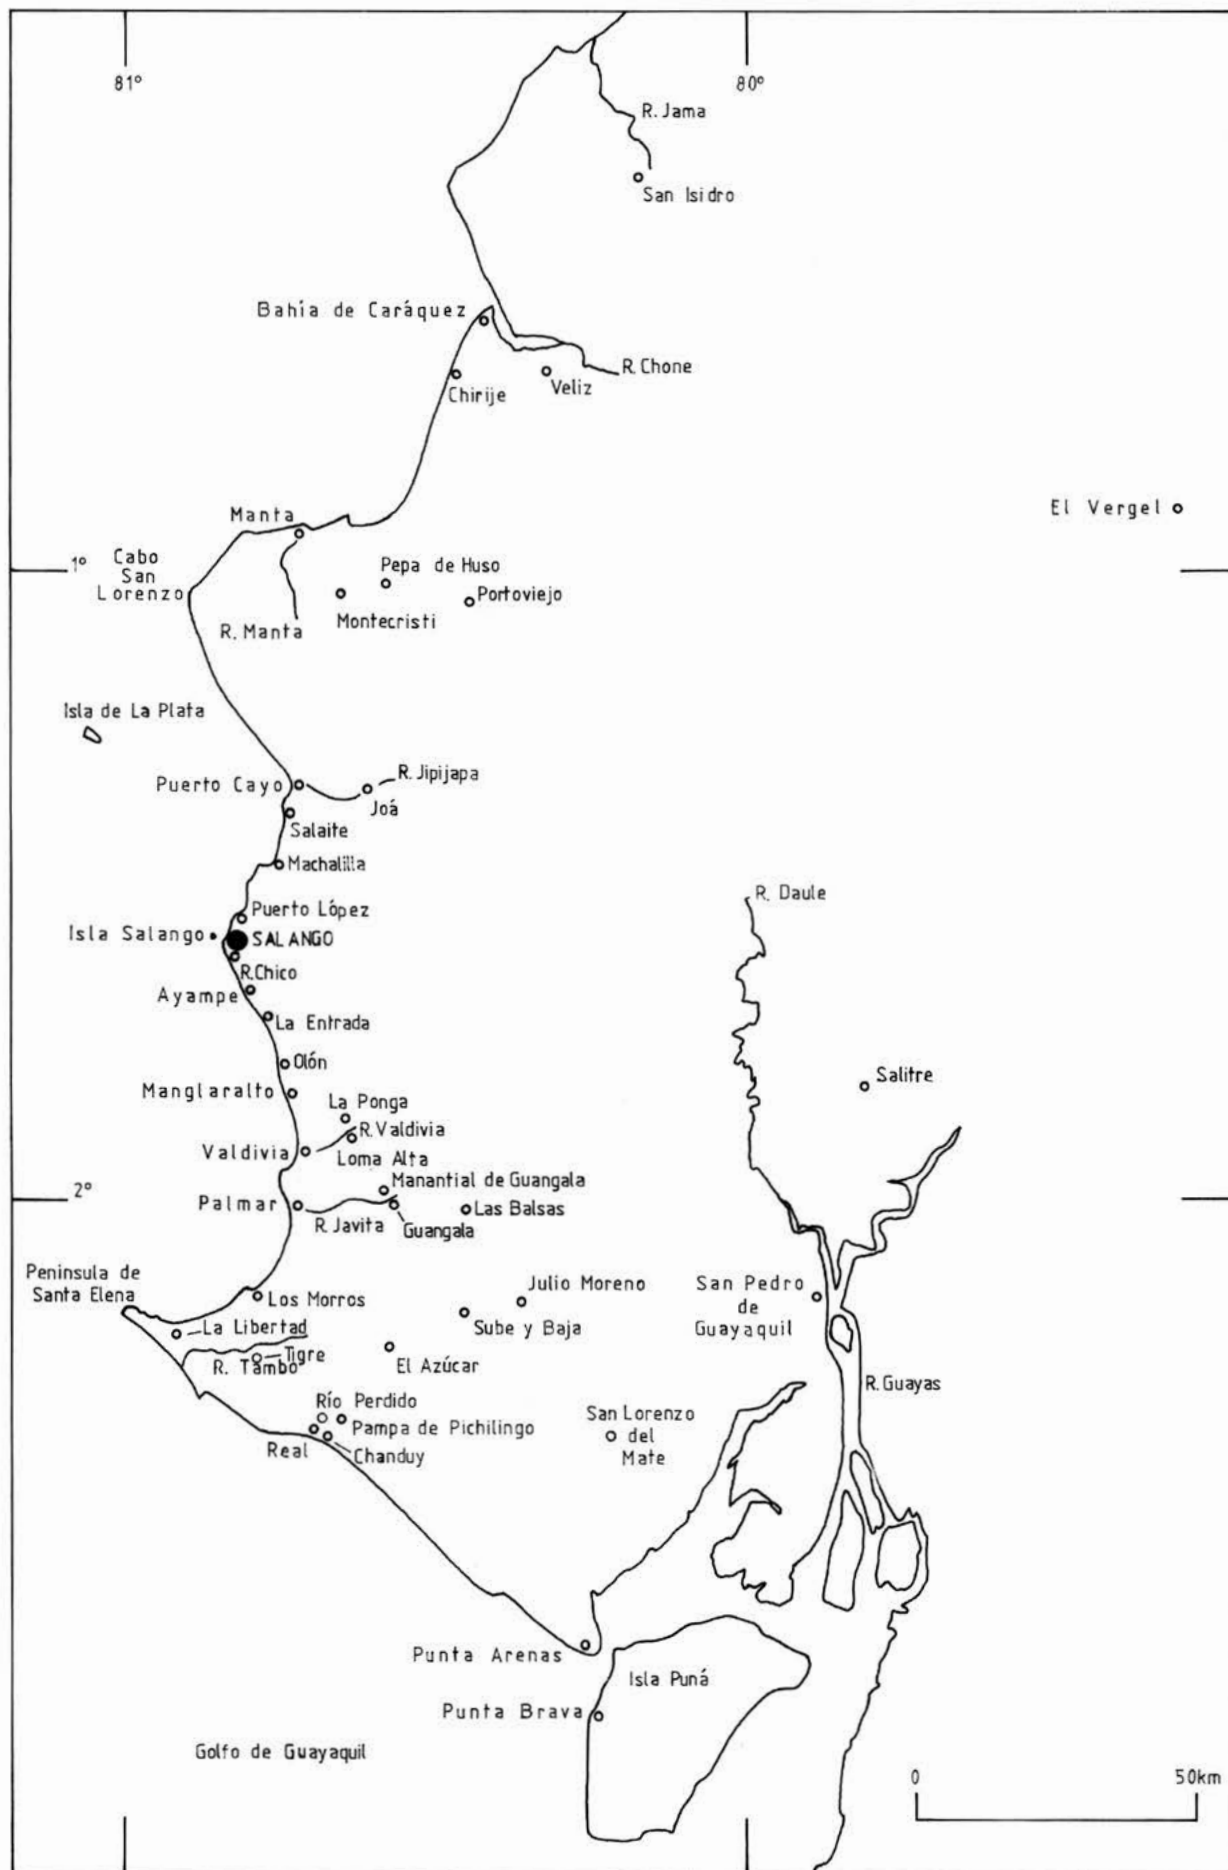 81°
80°
R. Jama
San Isidro
Bahía de Caráquez
R. Chone
Chirije
Veliz
El Vergel
Manta
1°
Cabo
San
Lorenzo
Pepa de Huso
Portoviejo
Montecristi
R. Manta
Isla de La Plata
Puerto Cayo
R. Jipijapa
Joá
Salaite
Machalilla
R. Daule
Puerto López
Isla Salango
SALANGO
R. Chico
Ayampe
La Entrada
Olón
Salitre
Manglaralto
La Ponga
R. Valdivia
Valdivia
Loma Alta
Manantial de Guangala
2°
Palmar
R. Javita
Guangala
Las Balsas
Peninsula de
Santa Elena
Los Morros
Julio Moreno
San Pedro
de
Guayaquil
La Libertad
Sube y Baja
Tigre
R. Tambo
El Azúcar
R. Guayas
Río Perdido
San Lorenzo
del
Mate
Pampa de Pichilingo
Real
Chanduy
Punta Arenas
Isla Puná
Punta Brava
Golfo de Guayaquil
0
50km